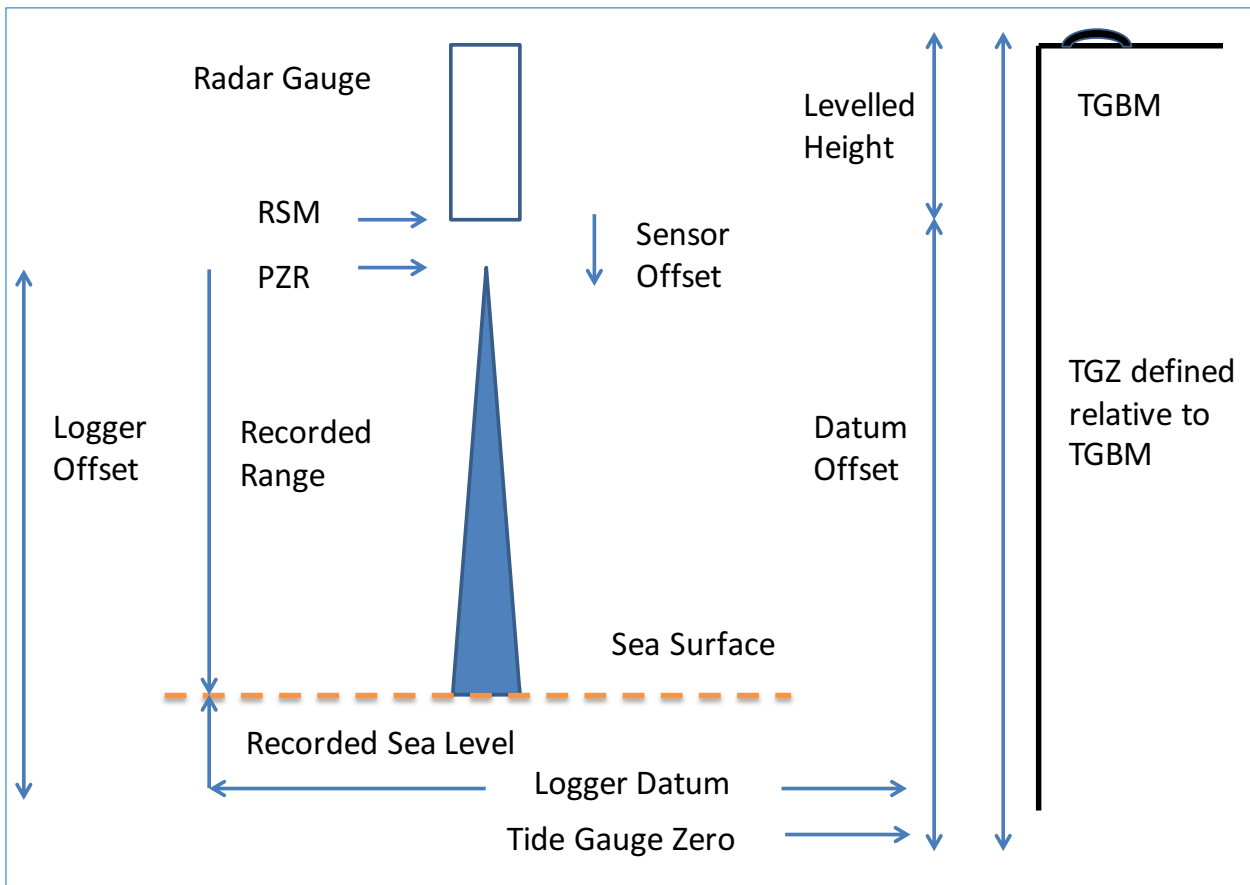 Radar Gauge
TGBM
Levelled
Height
RSM
Sensor
Offset
PZR
TGZ defined
relative to
TGBM
Logger
Offset
Recorded
Range
Datum
Offset
Sea Surface
Recorded Sea Level
Logger Datum
Tide Gauge Zero